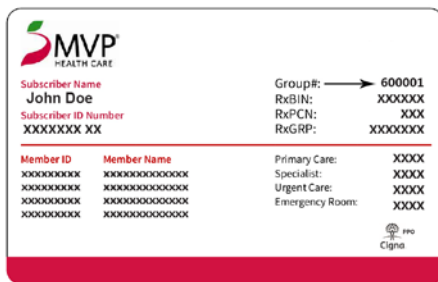 MVP®
HEALTH CARE
Subscriber Name
John Doe
Subscriber ID Number
XXXXXXX XX
Group#: 600001
RxBIN: XXXXXX
RxPCN: XXX
RxGRP: XXXXXXX
Member ID Member Name
XXXXXXXXX XXXXXXXXXXXXX
XXXXXXXXX XXXXXXXXXXXXX
XXXXXXXXX XXXXXXXXXXXXX
XXXXXXXXX XXXXXXXXXXXXX
Primary Care: XXXX
Specialist: XXXX
Urgent Care: XXXX
Emergency Room: XXXX
PPO
Cigna